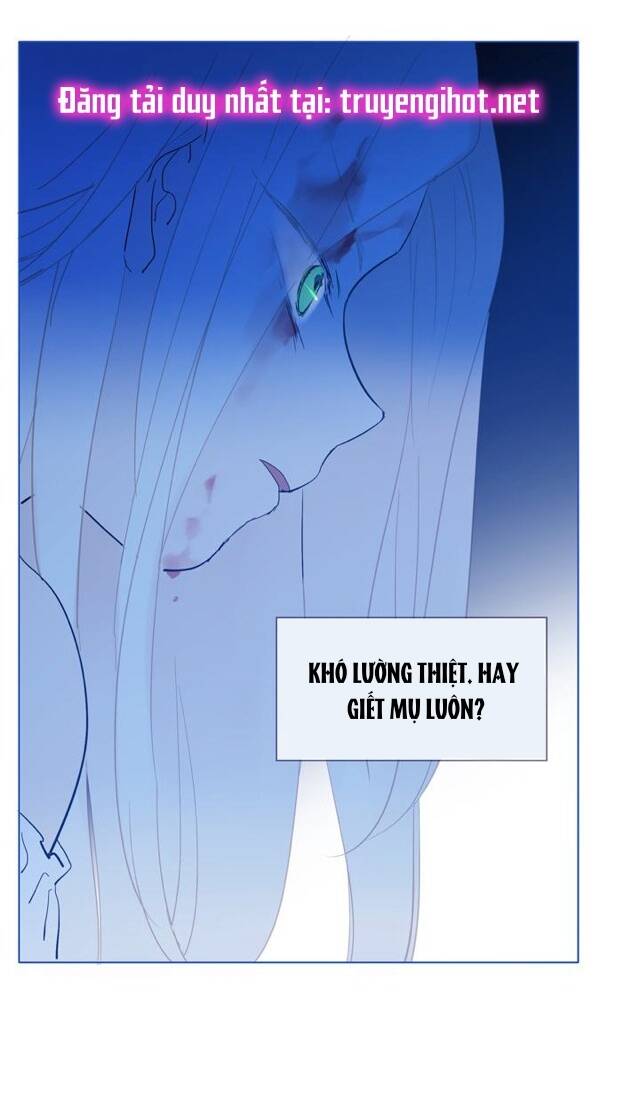 Đăng tải duy nhất tại: truyengihot.net
KHÓ LƯỜNG THIỆT. HAY
GIẾT MỤ LUÔN?